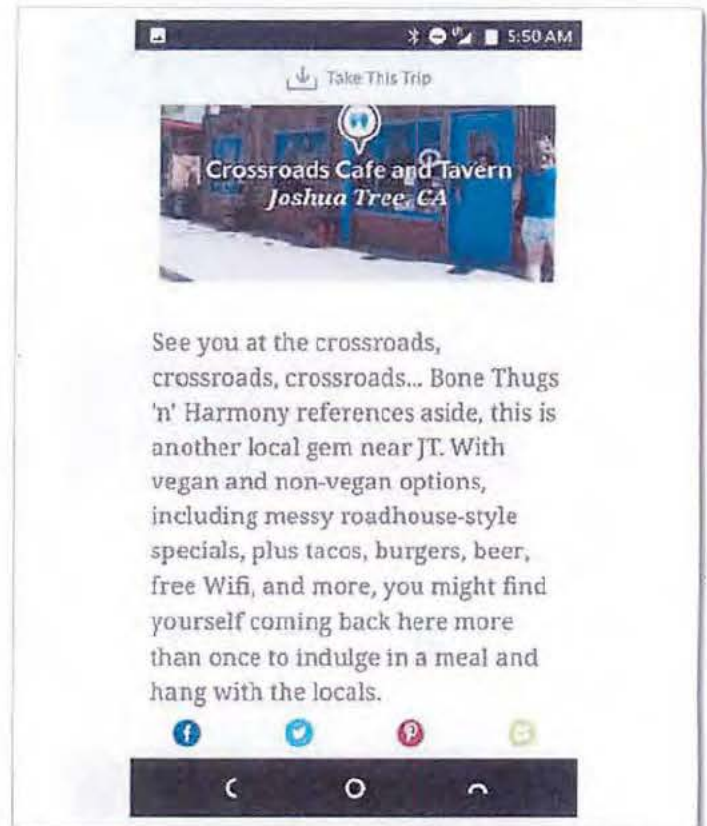 5:50 AM
Take This Trip
Crossroads Cafe and Tavern
Joshua Tree, CA
See you at the crossroads,
crossroads, crossroads... Bone Thugs
'n' Harmony references aside, this is
another local gem near JT. With
vegan and non-vegan options,
including messy roadhouse-style
specials, plus tacos, burgers, beer,
free Wifi, and more, you might find
yourself coming back here more
than once to indulge in a meal and
hang with the locals.